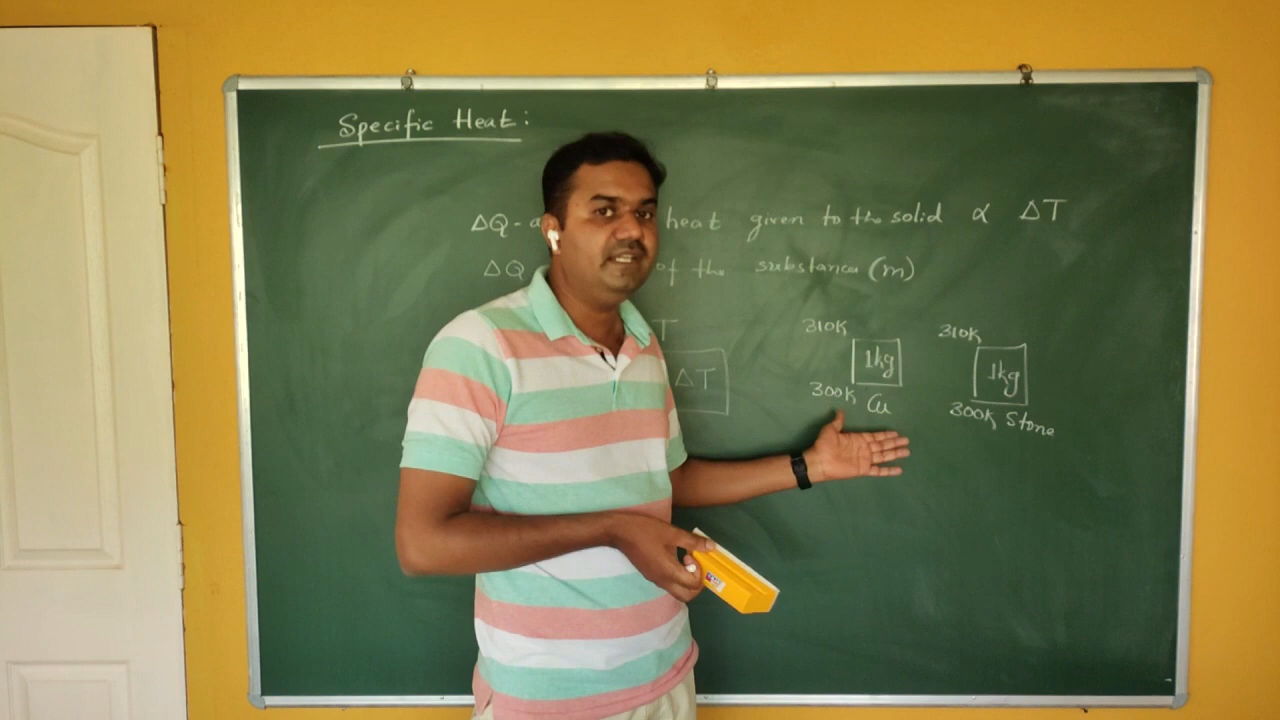 Specific Heat:
ΔQ - a heat given to the solid ∝ ΔT
ΔQ of the substance (m)
T
ΔT
310K
1kg
300K Cu
310K
1kg
300K Stone